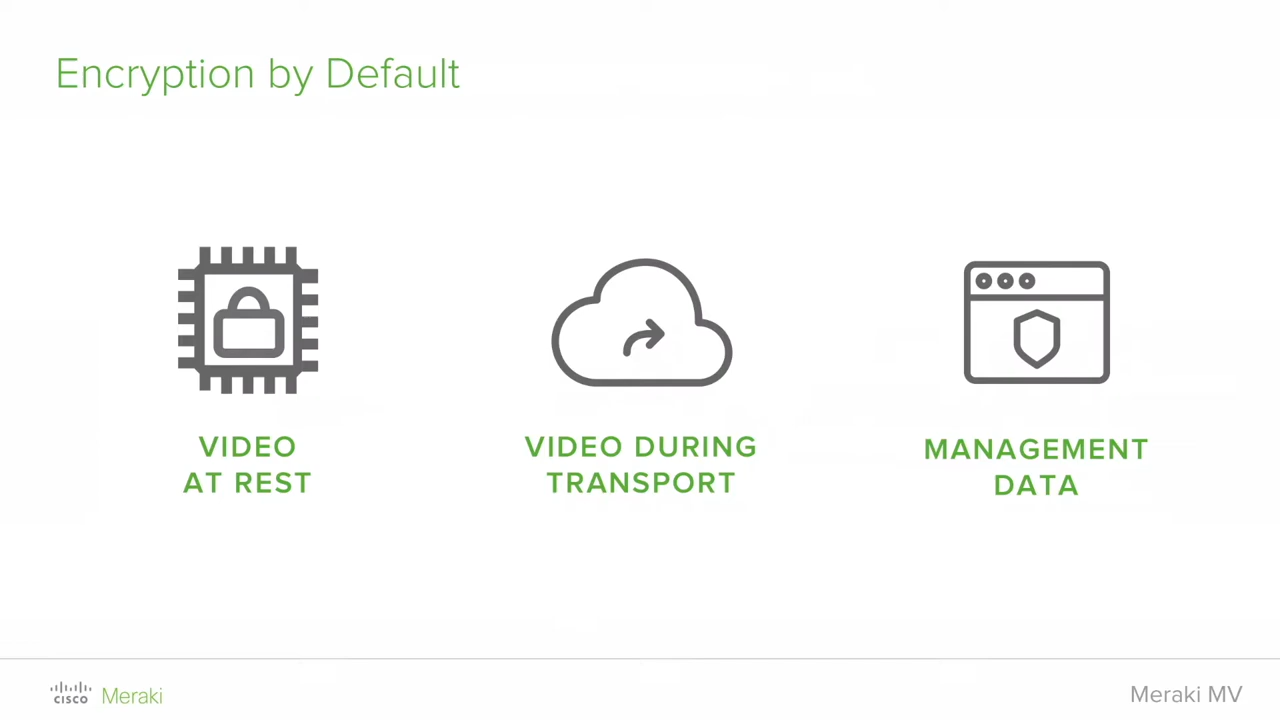 Encryption by Default
VIDEO
AT REST
VIDEO DURING
TRANSPORT
MANAGEMENT
DATA
cisco Meraki
Meraki MV